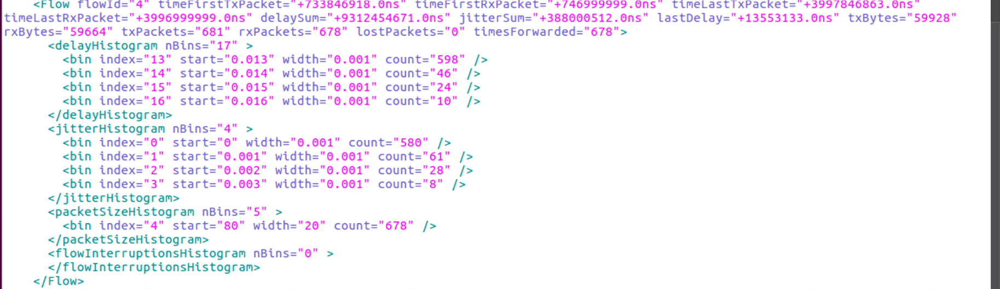 <Flow flowId="4" timeFirstTxPacket="+733846918.0ns" timeFirstRxPacket="+746999999.0ns" timeLastTxPacket="+3997846863.0ns"
timeLastRxPacket="+3996999999.0ns" delaySum="+9312454671.0ns" jitterSum="+388000512.0ns" lastDelay="+13553133.0ns" txBytes="59928"
rxBytes="59664" txPackets="681" rxPackets="678" lostPackets="0" timesForwarded="678">
<delayHistogram nBins="17" >
<bin index="13" start="0.013" width="0.001" count="598" />
<bin index="14" start="0.014" width="0.001" count="46" />
<bin index="15" start="0.015" width="0.001" count="24" />
<bin index="16" start="0.016" width="0.001" count="10" />
</delayHistogram>
<jitterHistogram nBins="4" >
<bin index="0" start="0" width="0.001" count="580" />
<bin index="1" start="0.001" width="0.001" count="61" />
<bin index="2" start="0.002" width="0.001" count="28" />
<bin index="3" start="0.003" width="0.001" count="8" />
</jitterHistogram>
<packetSizeHistogram nBins="5" >
<bin index="4" start="80" width="20" count="678" />
</packetSizeHistogram>
<flowInterruptionsHistogram nBins="0" >
</flowInterruptionsHistogram>
</Flow>